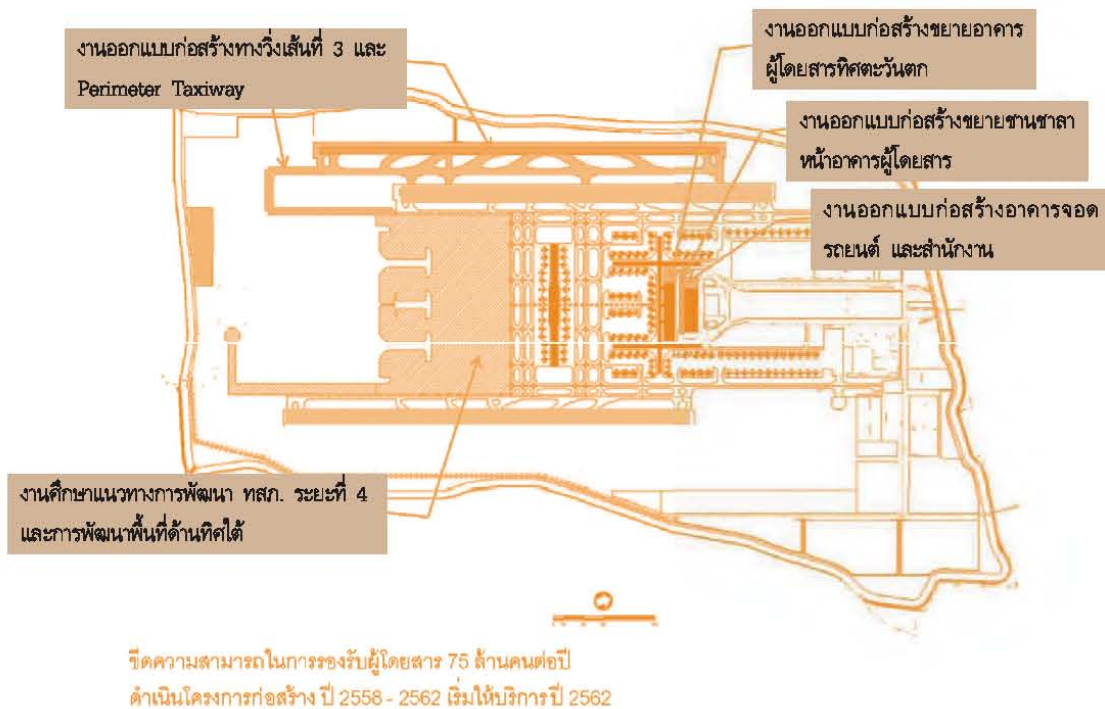 งานออกแบบก่อสร้างทางวิ่งเส้นที่ 3 และ
Perimeter Taxiway
งานออกแบบก่อสร้างขยายอาคาร
ผู้โดยสารทิศตะวันตก
งานออกแบบก่อสร้างขยายชานชาลา
หน้าอาคารผู้โดยสาร
งานออกแบบก่อสร้างอาคารจอด
รถยนต์ และสำนักงาน
งานศึกษาแนวทางการพัฒนา ทสภ. ระยะที่ 4
และการพัฒนาพื้นที่ด้านทิศใต้
ขีดความสามารถในการรองรับผู้โดยสาร 75 ล้านคนต่อปี
ดำเนินโครงการก่อสร้าง ปี 2558 - 2562 เริ่มให้บริการปี 2562